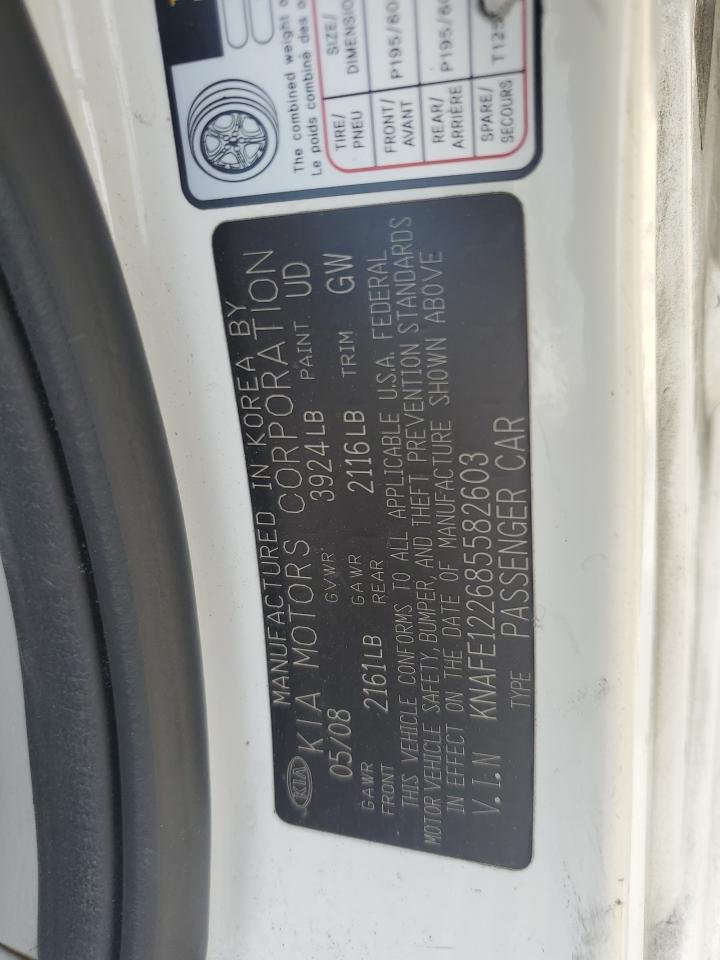 The combined weight o
Le poids combiné des o
TIRE/ PNEU SIZE/ DIMENSIO
FRONT/ AVANT P195/60
REAR/ ARRIÈRE P195/60
SPARE/ SECOURS T12
MANUFACTURED IN KOREA BY
KIA KIA MOTORS CORPORATION
05/08 GVWR 3924LB PAINT UD
GAWR FRONT 2161LB GAWR REAR 2116LB TRIM GW
THIS VEHICLE CONFORMS TO ALL APPLICABLE U.S.A. FEDERAL
MOTOR VEHICLE SAFETY, BUMPER, AND THEFT PREVENTION STANDARDS
IN EFFECT ON THE DATE OF MANUFACTURE SHOWN ABOVE
V.I.N KNAFE122685582603
TYPE PASSENGER CAR